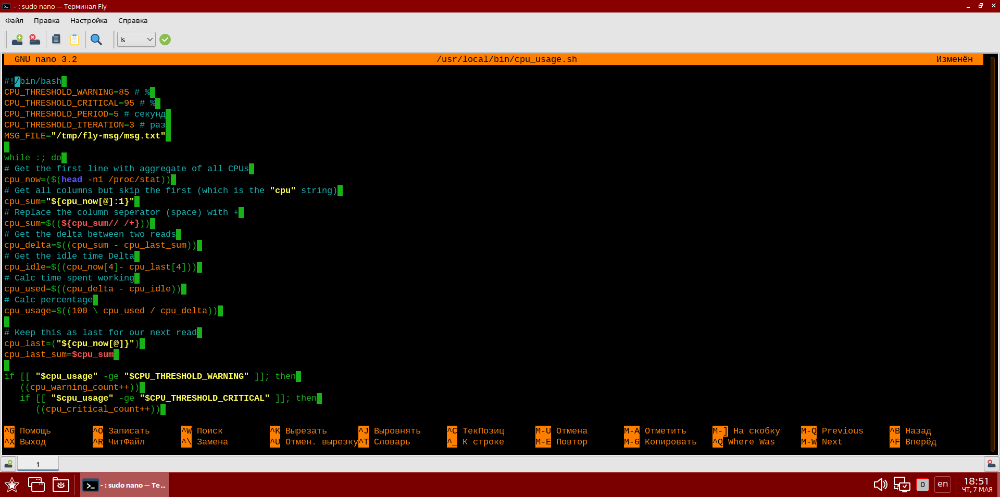 - : sudo nano — Терминал Fly
Файл Правка Настройка Справка
ls
GNU nano 3.2 /usr/local/bin/cpu_usage.sh Изменён
#!/bin/bash
CPU_THRESHOLD_WARNING=85 # %
CPU_THRESHOLD_CRITICAL=95 # %
CPU_THRESHOLD_PERIOD=5 # секунд
CPU_THRESHOLD_ITERATION=3 # раз
MSG_FILE="/tmp/fly-msg/msg.txt"
while :; do
# Get the first line with aggregate of all CPUs
cpu_now=($(head -n1 /proc/stat))
# Get all columns but skip the first (which is the "cpu" string)
cpu_sum="${cpu_now[@]:1}"
# Replace the column seperator (space) with +
cpu_sum=$((${cpu_sum// /+}))
# Get the delta between two reads
cpu_delta=$((cpu_sum - cpu_last_sum))
# Get the idle time Delta
cpu_idle=$((cpu_now[4]- cpu_last[4]))
# Calc time spent working
cpu_used=$((cpu_delta - cpu_idle))
# Calc percentage
cpu_usage=$((100 \ cpu_used / cpu_delta))
# Keep this as last for our next read
cpu_last=("${cpu_now[@]}")
cpu_last_sum=$cpu_sum
if [[ "$cpu_usage" -ge "$CPU_THRESHOLD_WARNING" ]]; then
((cpu_warning_count++))
if [[ "$cpu_usage" -ge "$CPU_THRESHOLD_CRITICAL" ]]; then
((cpu_critical_count++))
^G Помощь ^O Записать ^W Поиск ^K Вырезать ^J Выровнять ^C ТекПозиц M-U Отмена M-A Отметить M-] На скобку M-Q Previous ^B Назад
^X Выход ^R ЧитФайл ^\ Замена ^U Отмен. вырезку ^T Словарь ^_ К строке M-E Повтор M-6 Копировать ^Q Where Was M-W Next ^F Вперёд
1
- : sudo nano — Те...
0 en 18:51
ЧТ, 7 МАЯ